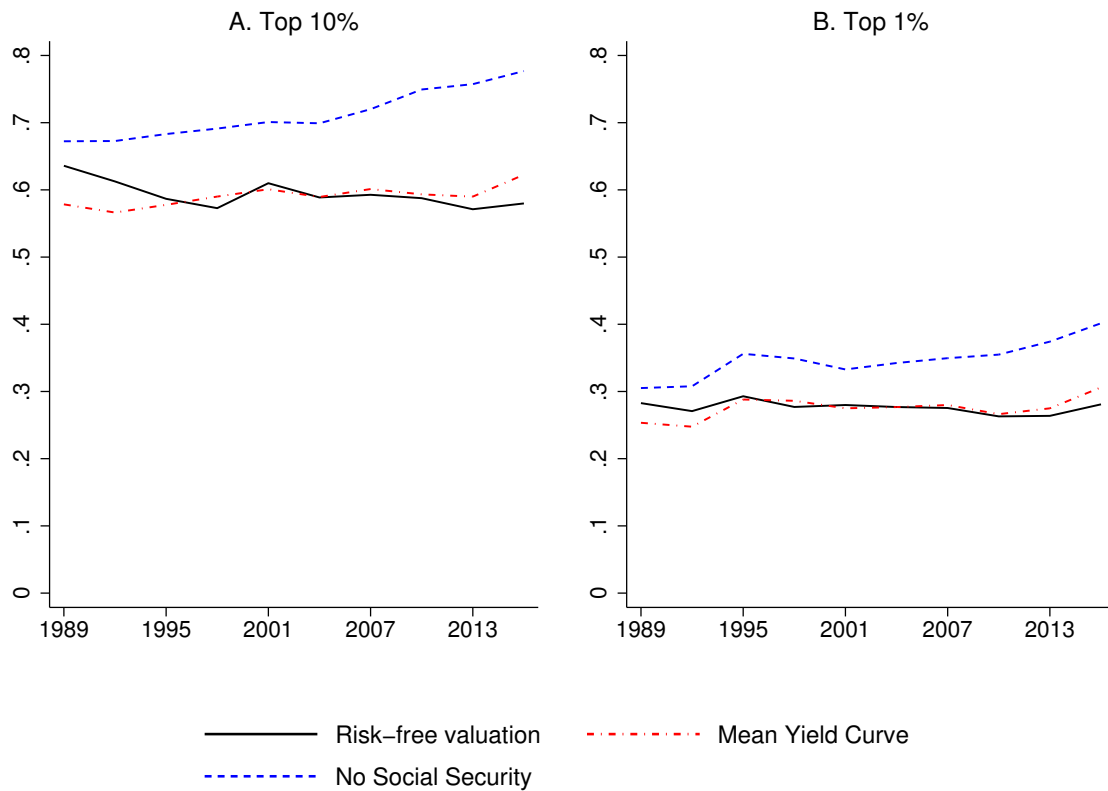 A. Top 10%
.8
.7
.6
.5
.4
.3
.2
.1
0
1989 1995 2001 2007 2013
B. Top 1%
.8
.7
.6
.5
.4
.3
.2
.1
0
1989 1995 2001 2007 2013
Risk−free valuation
Mean Yield Curve
No Social Security